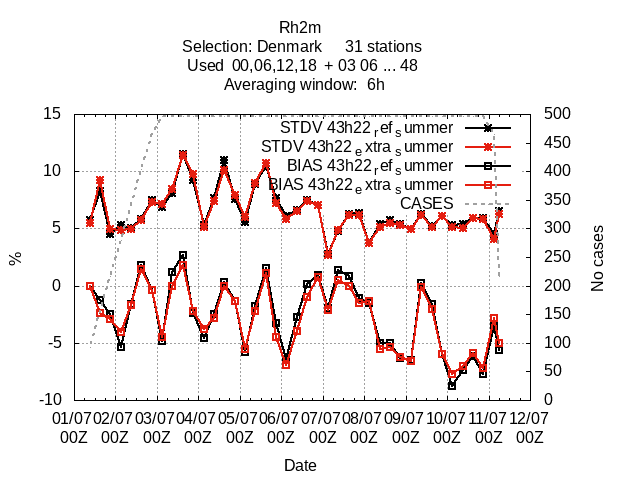 Rh2m
Selection: Denmark 31 stations
Used 00,06,12,18 + 03 06 ... 48
Averaging window: 6h
STDV 43h22refsummer
STDV 43h22extrasummer
BIAS 43h22refsummer
BIAS 43h22extrasummer
CASES
15
10
5
0
-5
-10
%
500
450
400
350
300
250
200
150
100
50
0
No cases
01/07 02/07 03/07 04/07 05/07 06/07 07/07 08/07 09/07 10/07 11/07 12/07
00Z 00Z 00Z 00Z 00Z 00Z 00Z 00Z 00Z 00Z 00Z 00Z
Date